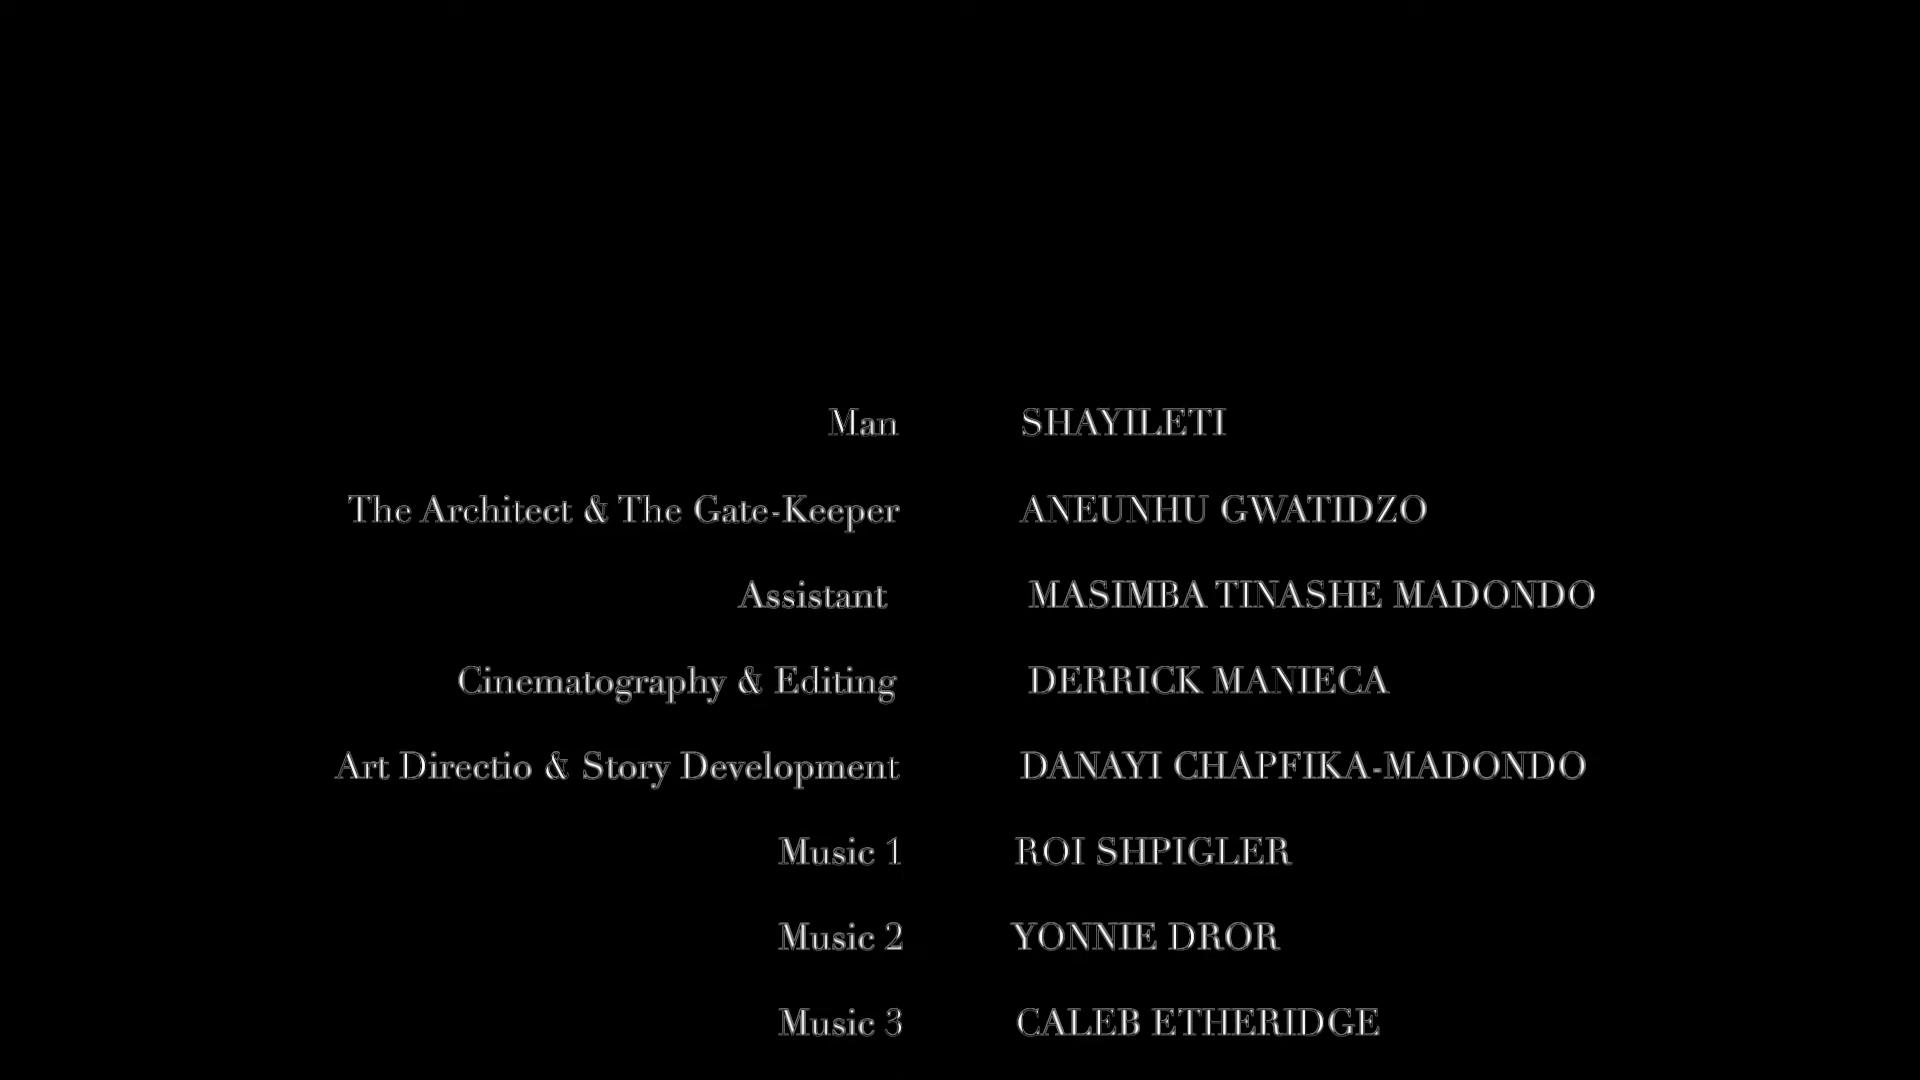 Man SHAYILETI
The Architect & The Gate-Keeper ANEUNHU GWATIDZO
Assistant MASIMBA TINASHE MADONDO
Cinematography & Editing DERRICK MANIECA
Art Directio & Story Development DANAYI CHAPFIKA-MADONDO
Music 1 ROI SHPIGLER
Music 2 YONNIE DROR
Music 3 CALEB ETHERIDGE